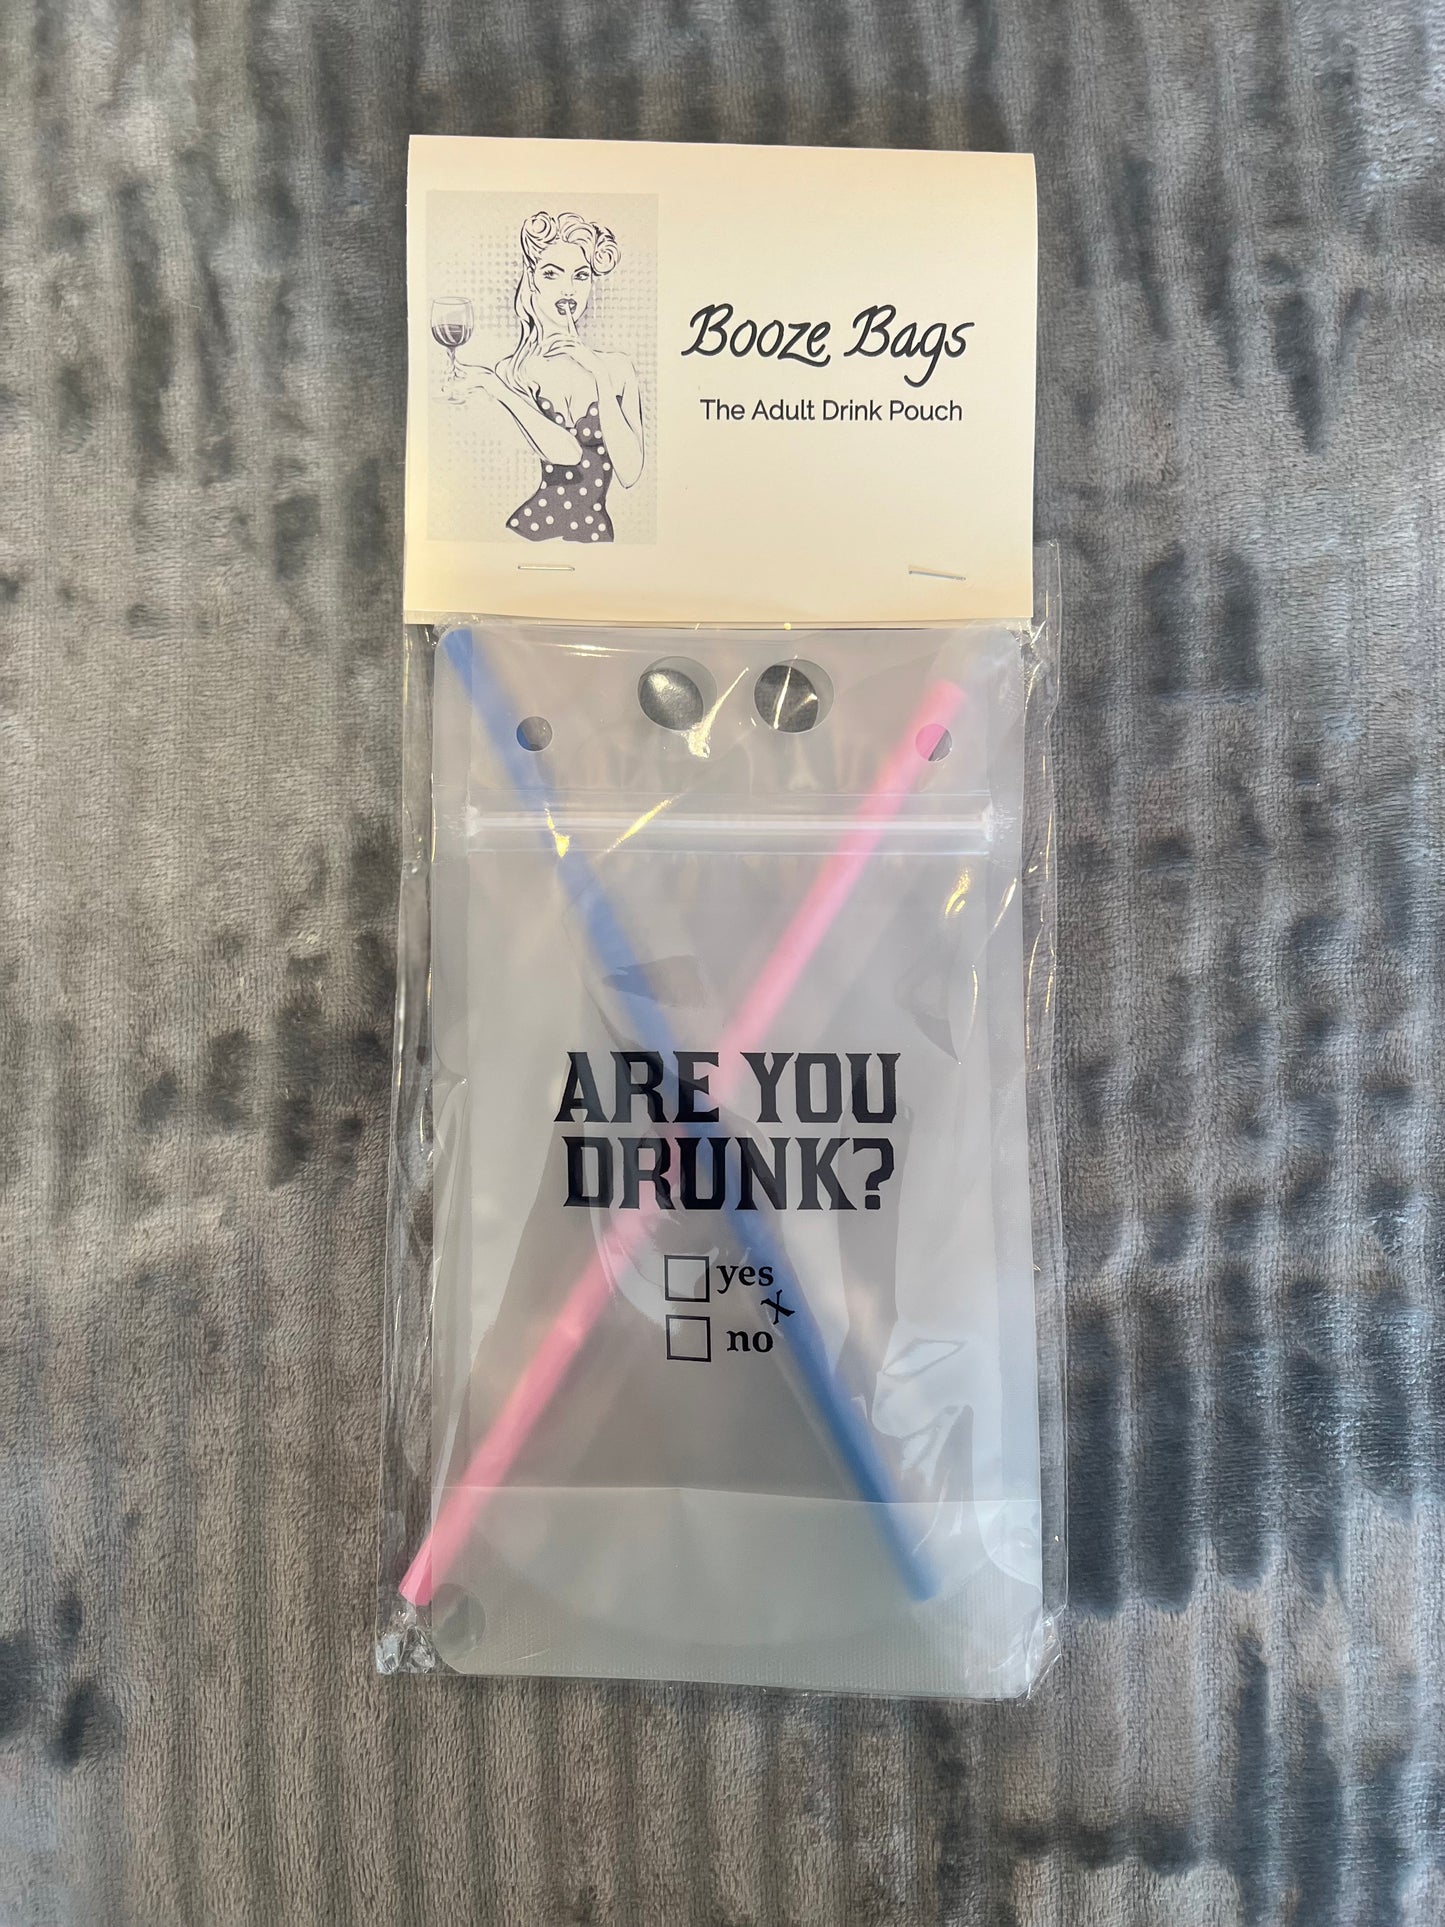 Booze Bags
The Adult Drink Pouch
ARE YOU
DRUNK?
yes
X
no